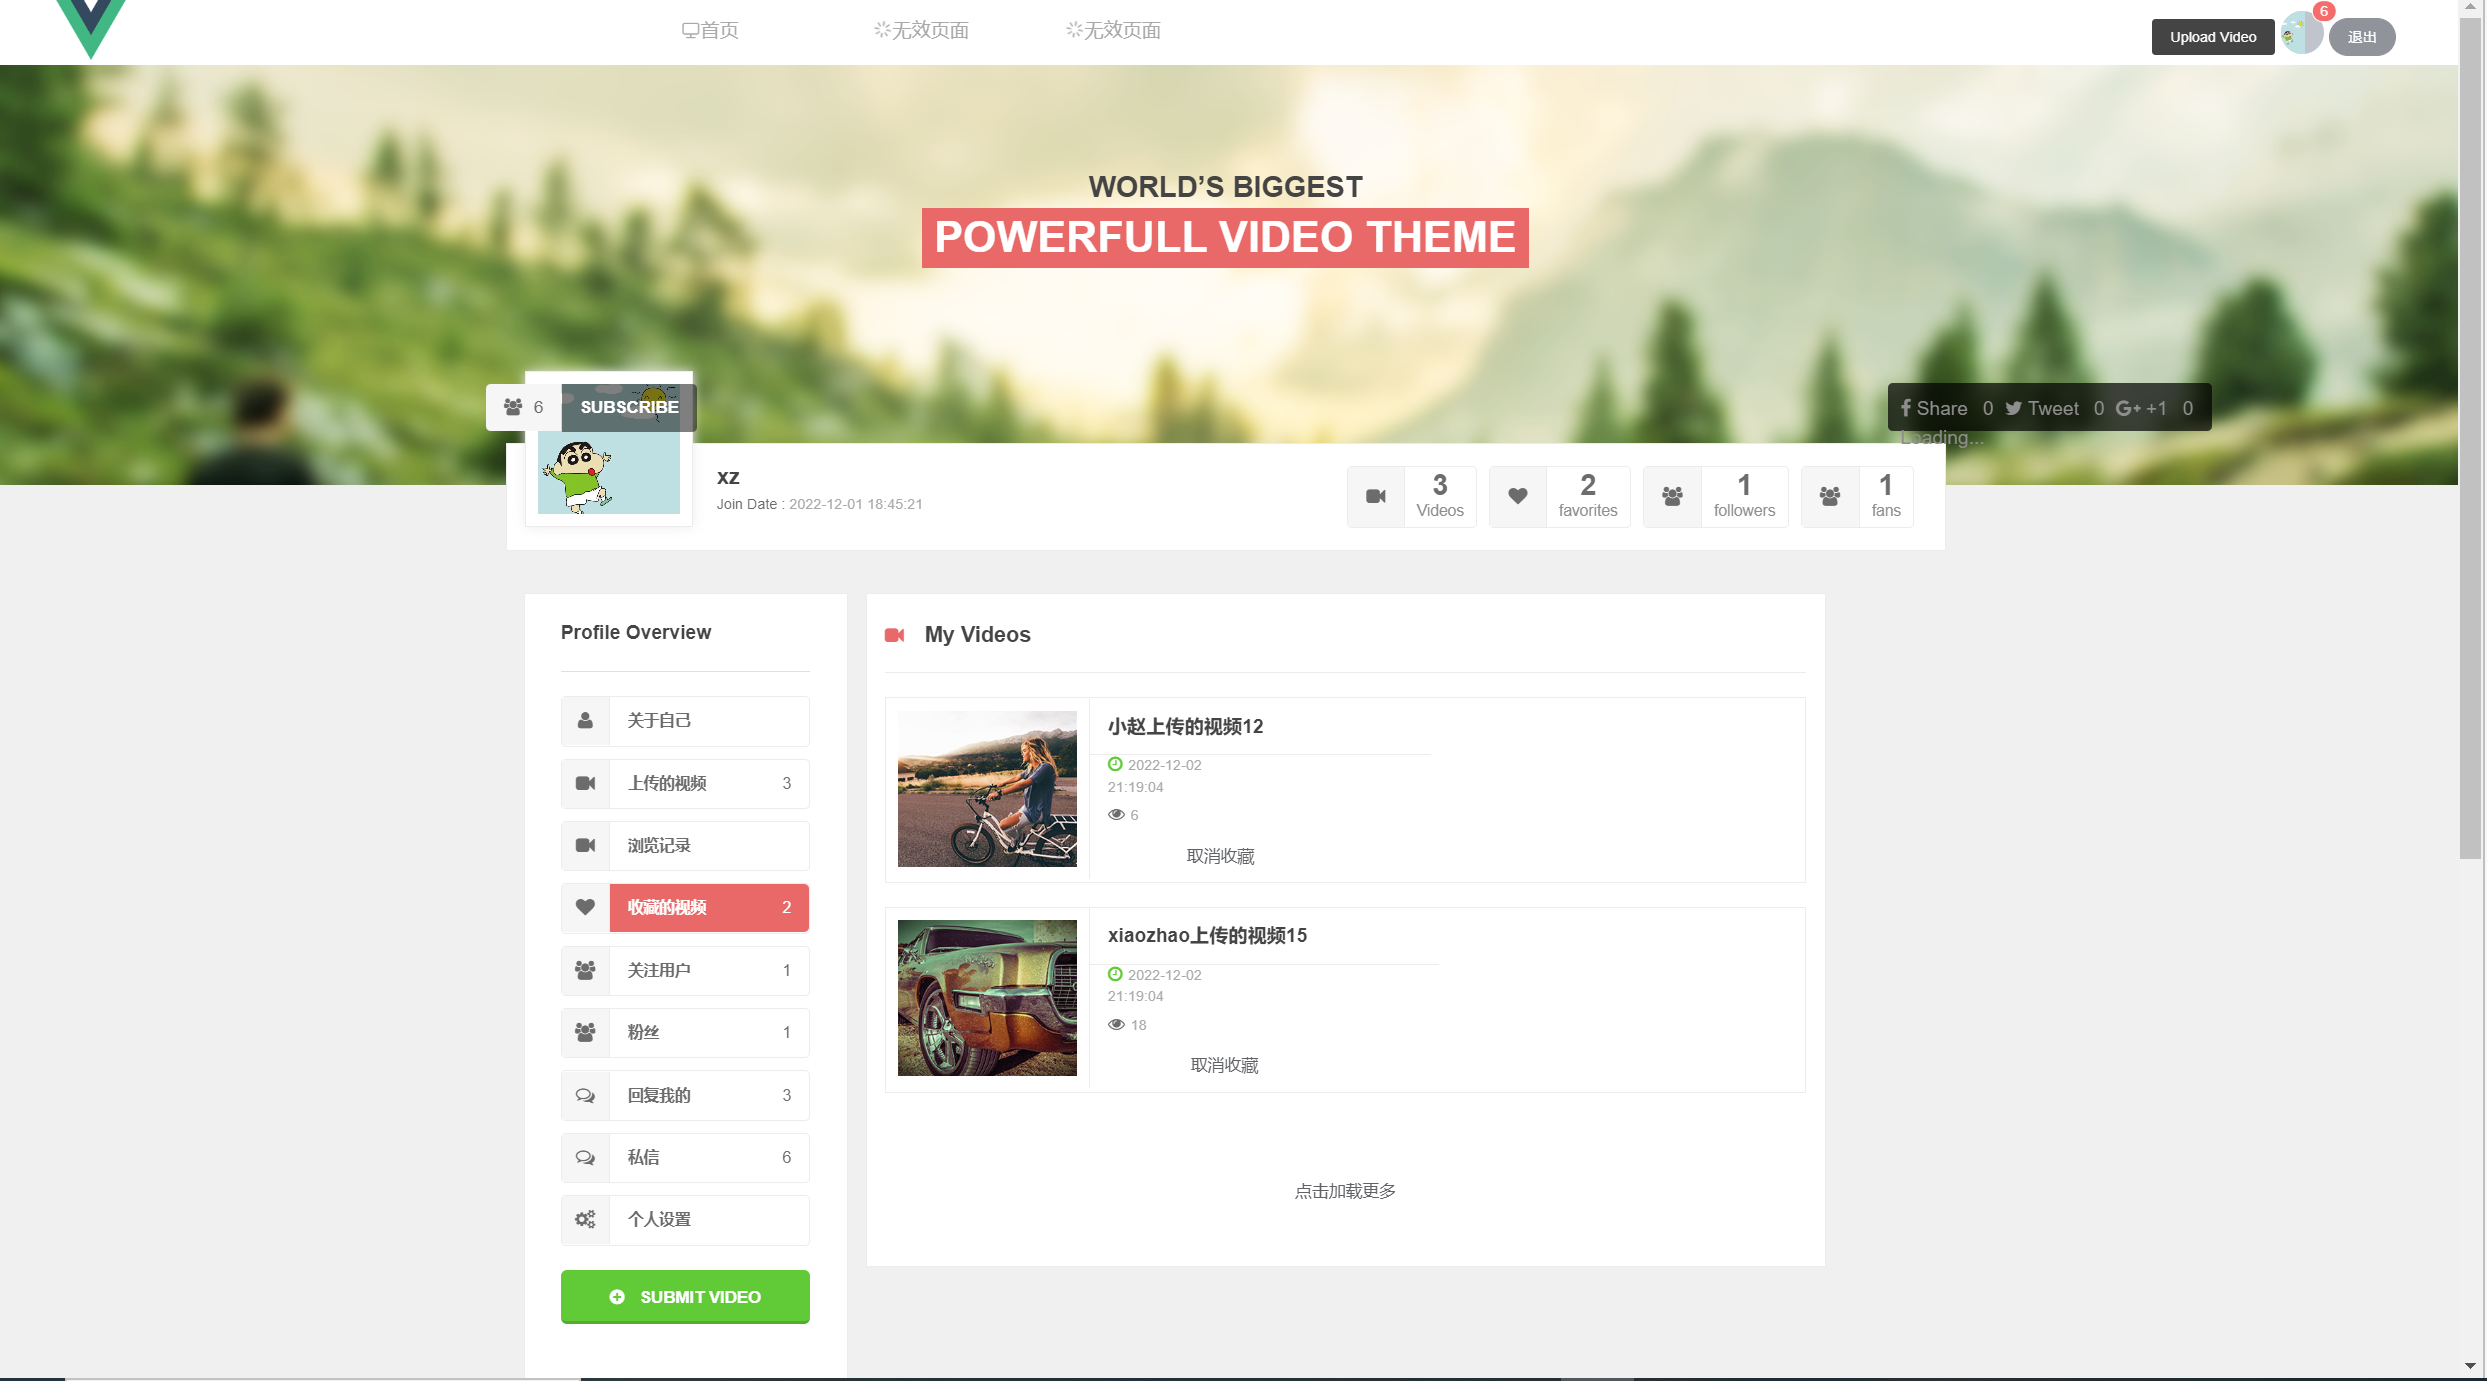 首页
无效页面
无效页面
Upload Video
6
退出
WORLD’S BIGGEST
POWERFULL VIDEO THEME
6
SUBSCRIBE
Share 0 Tweet 0 G+ +1 0
Loading...
xz
Join Date : 2022-12-01 18:45:21
3
Videos
2
favorites
1
followers
1
fans
Profile Overview
关于自己
上传的视频 3
浏览记录
收藏的视频 2
关注用户 1
粉丝 1
回复我的 3
私信 6
个人设置
SUBMIT VIDEO
My Videos
小赵上传的视频12
2022-12-02
21:19:04
6
取消收藏
xiaozhao上传的视频15
2022-12-02
21:19:04
18
取消收藏
点击加载更多